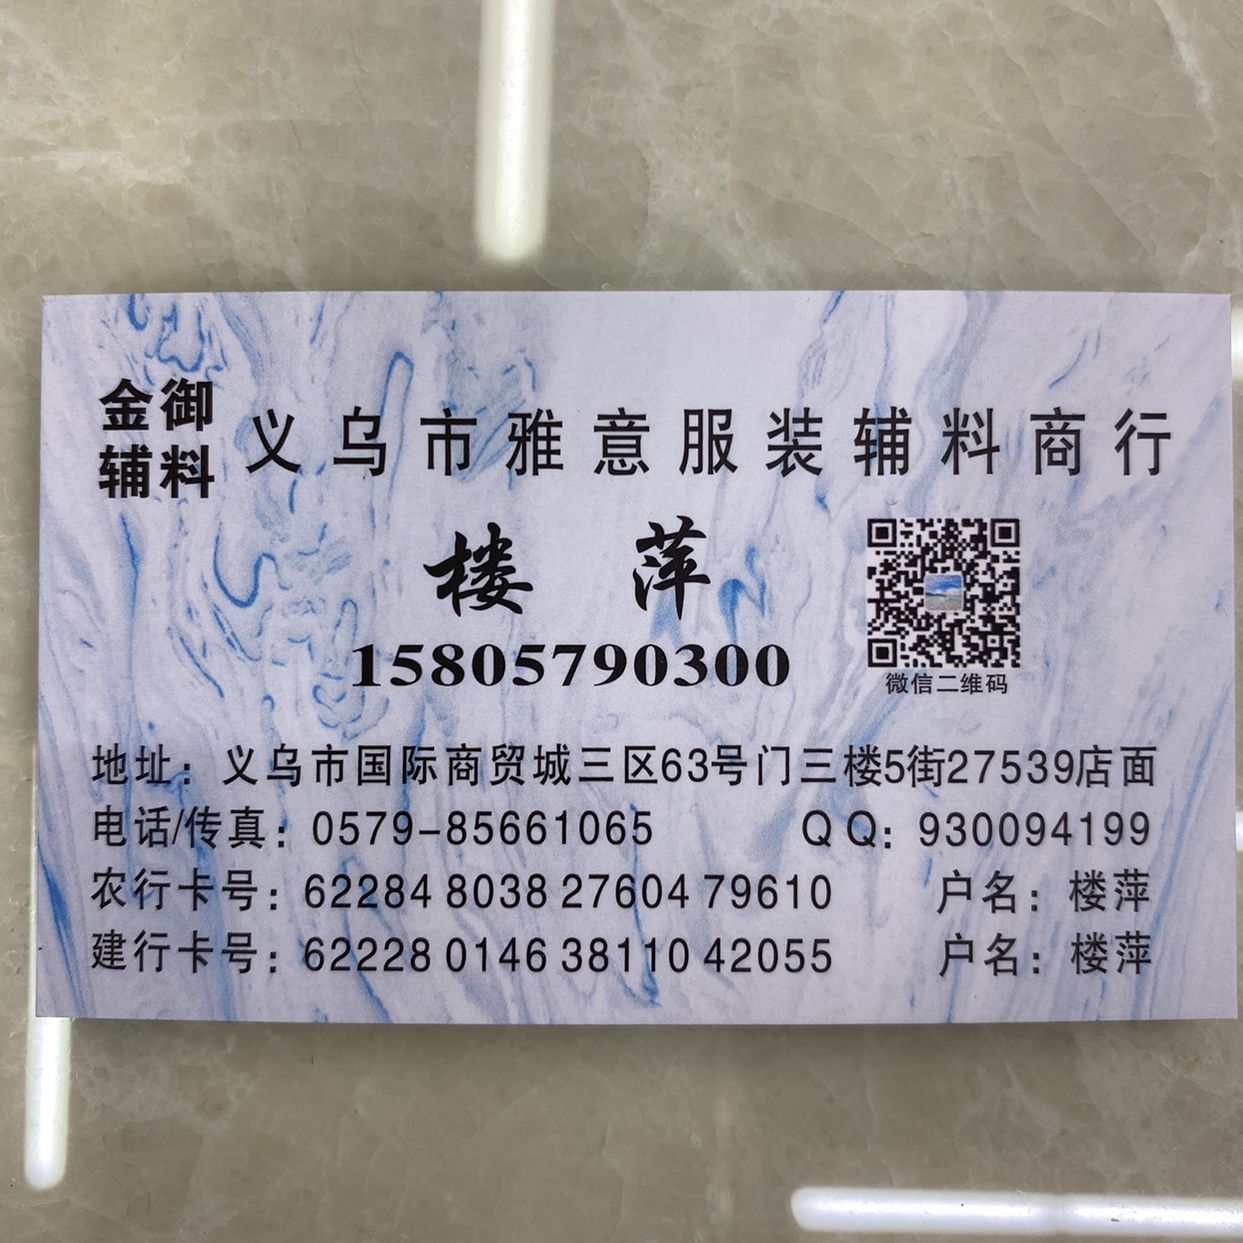 金御
辅料
义乌市雅意服装辅料商行
楼 萍
15805790300
微信二维码
地址：义乌市国际商贸城三区63号门三楼5街27539店面
电话/传真：0579-85661065 QQ：930094199
农行卡号：62284 8038 27604 79610 户名：楼萍
建行卡号：62228 0146 38110 42055 户名：楼萍